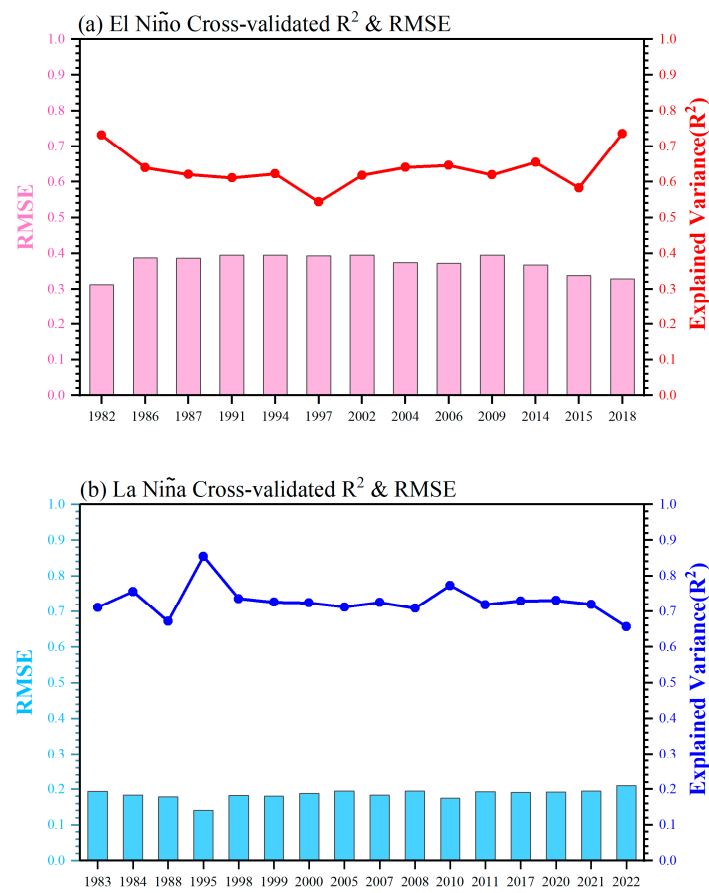 (a) El Niño Cross-validated R² & RMSE
1.0 1.0
0.9 0.9
0.8 0.8
0.7 0.7
0.6 0.6
0.5 0.5
0.4 0.4
0.3 0.3
0.2 0.2
0.1 0.1
0.0 0.0
RMSE
Explained Variance(R²)
1982 1986 1987 1991 1994 1997 2002 2004 2006 2009 2014 2015 2018
(b) La Niña Cross-validated R² & RMSE
1.0 1.0
0.9 0.9
0.8 0.8
0.7 0.7
0.6 0.6
0.5 0.5
0.4 0.4
0.3 0.3
0.2 0.2
0.1 0.1
0.0 0.0
RMSE
Explained Variance(R²)
1983 1984 1988 1995 1998 1999 2000 2005 2007 2008 2010 2011 2017 2020 2021 2022